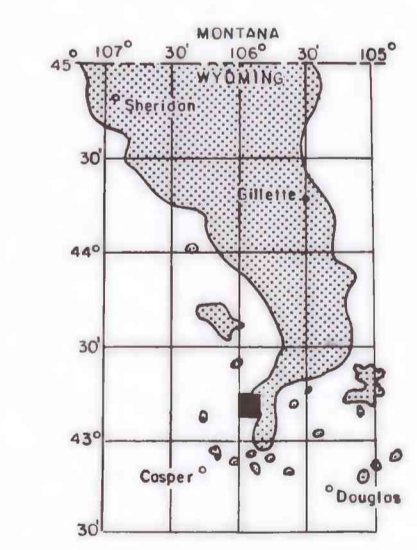 MONTANA
45° 107° 30' 106° 30' 105°
WYOMING
Sheridan
30'
Gillette
44°
30'
43°
Casper
Douglas
30'